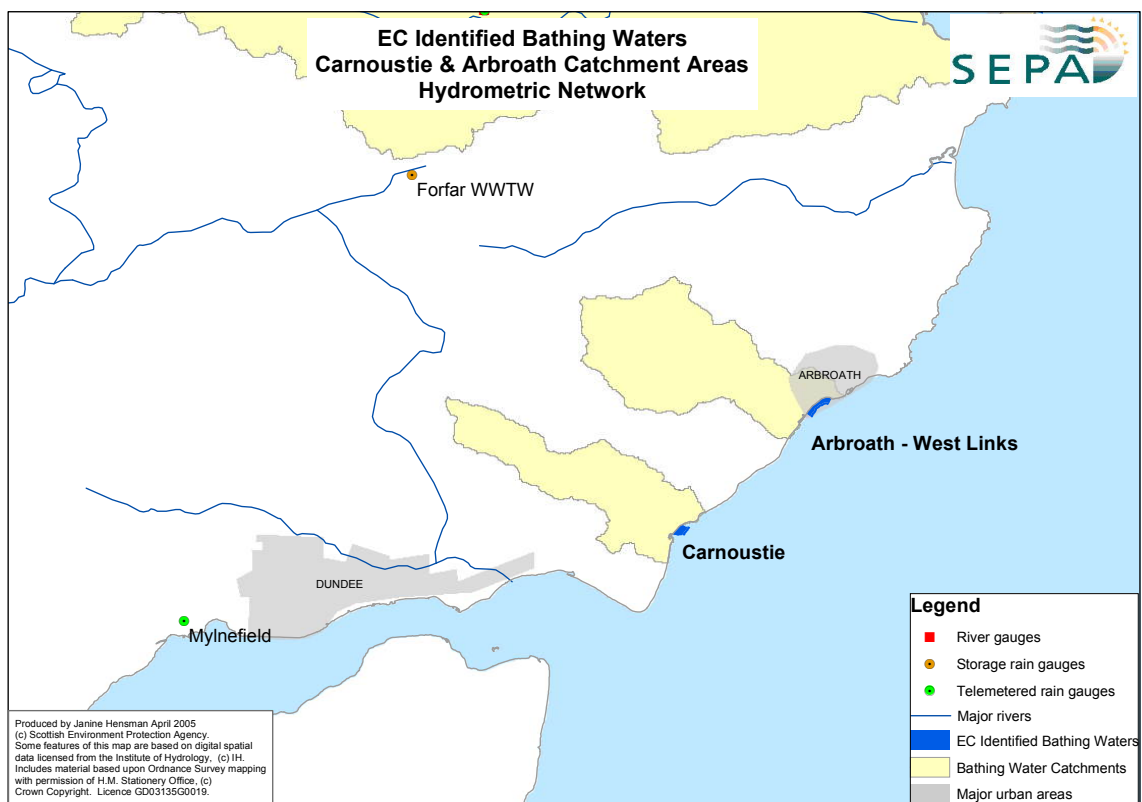 EC Identified Bathing Waters
Carnoustie & Arbroath Catchment Areas
Hydrometric Network
SEPA
Forfar WWTW
ARBROATH
Arbroath - West Links
Carnoustie
DUNDEE
Mylnefield
Legend
River gauges
Storage rain gauges
Telemetered rain gauges
Major rivers
EC Identified Bathing Waters
Bathing Water Catchments
Major urban areas
Produced by Janine Hensman April 2005
(c) Scottish Environment Protection Agency.
Some features of this map are based on digital spatial
data licensed from the Institute of Hydrology, (c) IH.
Includes material based upon Ordnance Survey mapping
with permission of H.M. Stationery Office, (c)
Crown Copyright. Licence GD03135G0019.